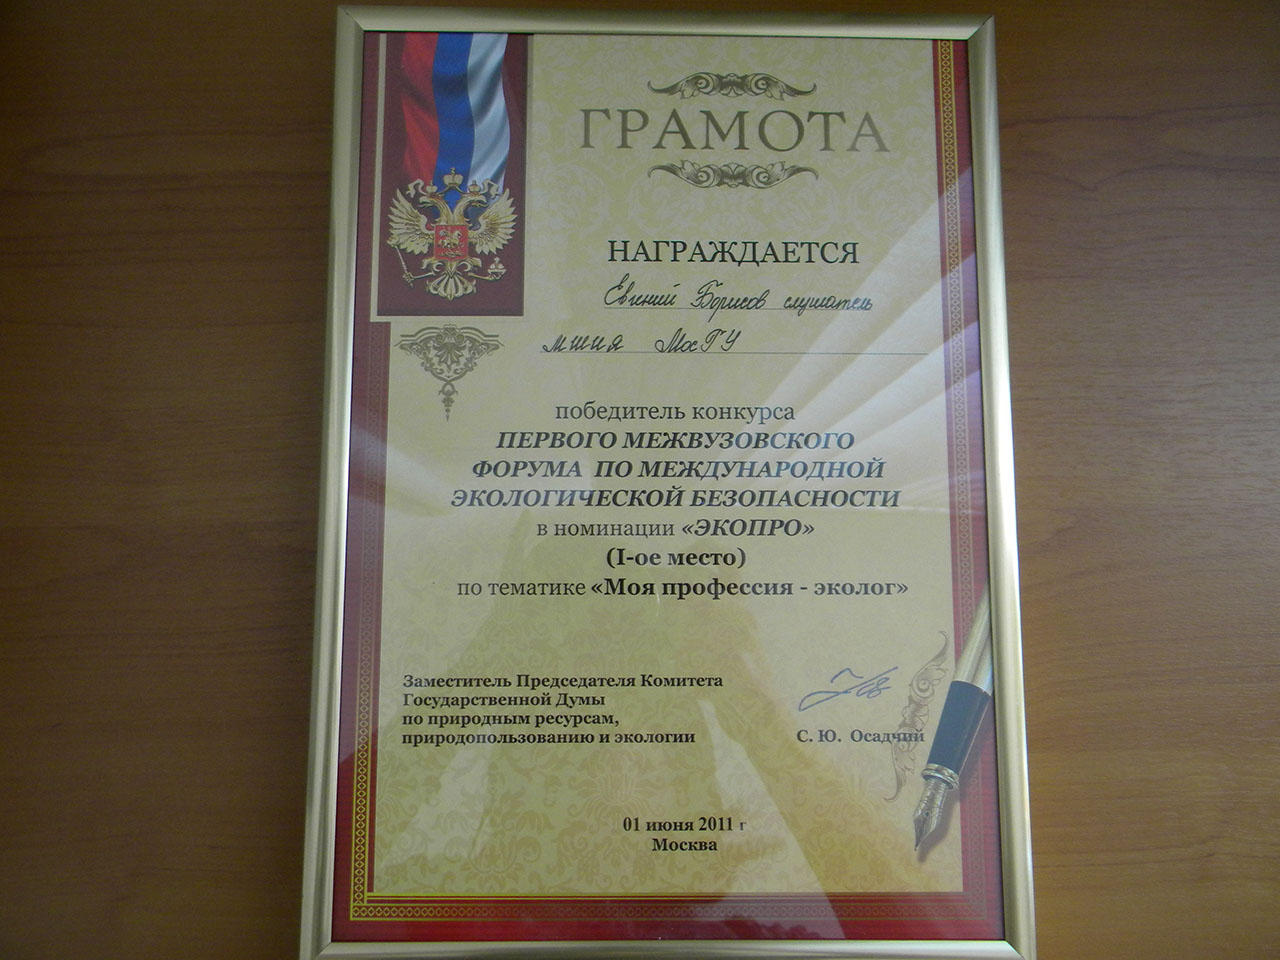 ГРАМОТА
НАГРАЖДАЕТСЯ
Евгений Борисов слушатель
МосГУ
победитель конкурса
ПЕРВОГО МЕЖВУЗОВСКОГО
ФОРУМА ПО МЕЖДУНАРОДНОЙ
ЭКОЛОГИЧЕСКОЙ БЕЗОПАСНОСТИ
в номинации «ЭКОПРО»
(I-ое место)
по тематике «Моя профессия - эколог»
Заместитель Председателя Комитета
Государственной Думы
по природным ресурсам,
природопользованию и экологии
С. Ю. Осадчий
01 июня 2011 г
Москва